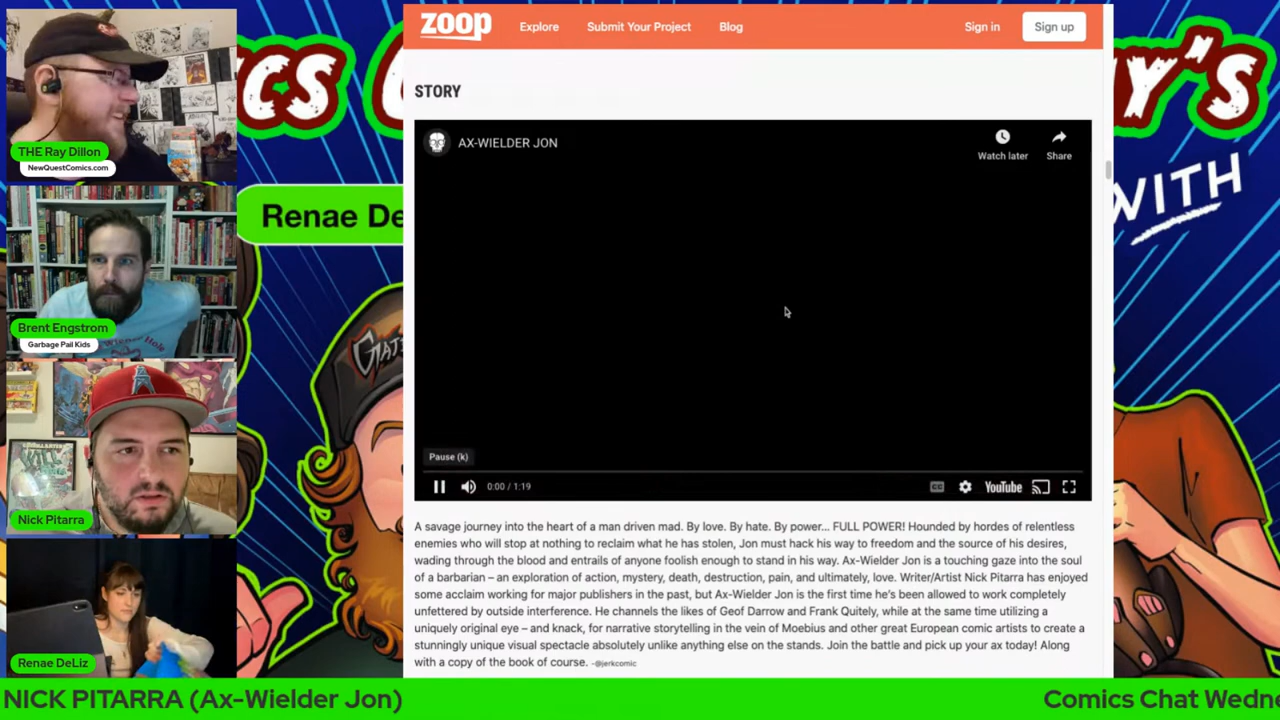 zoop Explore Submit Your Project Blog Sign in Sign up
STORY
AX-WIELDER JON
Watch later
Share
Pause (k)
0:00 / 1:19
CC
YouTube
A savage journey into the heart of a man driven mad. By love. By hate. By power... FULL POWER! Hounded by hordes of relentless
enemies who will stop at nothing to reclaim what he has stolen, Jon must hack his way to freedom and the source of his desires,
wading through the blood and entrails of anyone foolish enough to stand in his way. Ax-Wielder Jon is a touching gaze into the soul
of a barbarian – an exploration of action, mystery, death, destruction, pain, and ultimately, love. Writer/Artist Nick Pitarra has enjoyed
some acclaim working for major publishers in the past, but Ax-Wielder Jon is the first time he's been allowed to work completely
unfettered by outside interference. He channels the likes of Geof Darrow and Frank Quitely, while at the same time utilizing a
uniquely original eye – and knack, for narrative storytelling in the vein of Moebius and other great European comic artists to create a
stunningly unique visual spectacle absolutely unlike anything else on the stands. Join the battle and pick up your ax today! Along
with a copy of the book of course. -@jerkcomic
THE Ray Dillon
NewQuestComics.com
Brent Engstrom
Garbage Pail Kids
Nick Pitarra
Renae DeLiz
ICS
Y'S
WITH
Renae De
NICK PITARRA (Ax-Wielder Jon)
Comics Chat Wedne